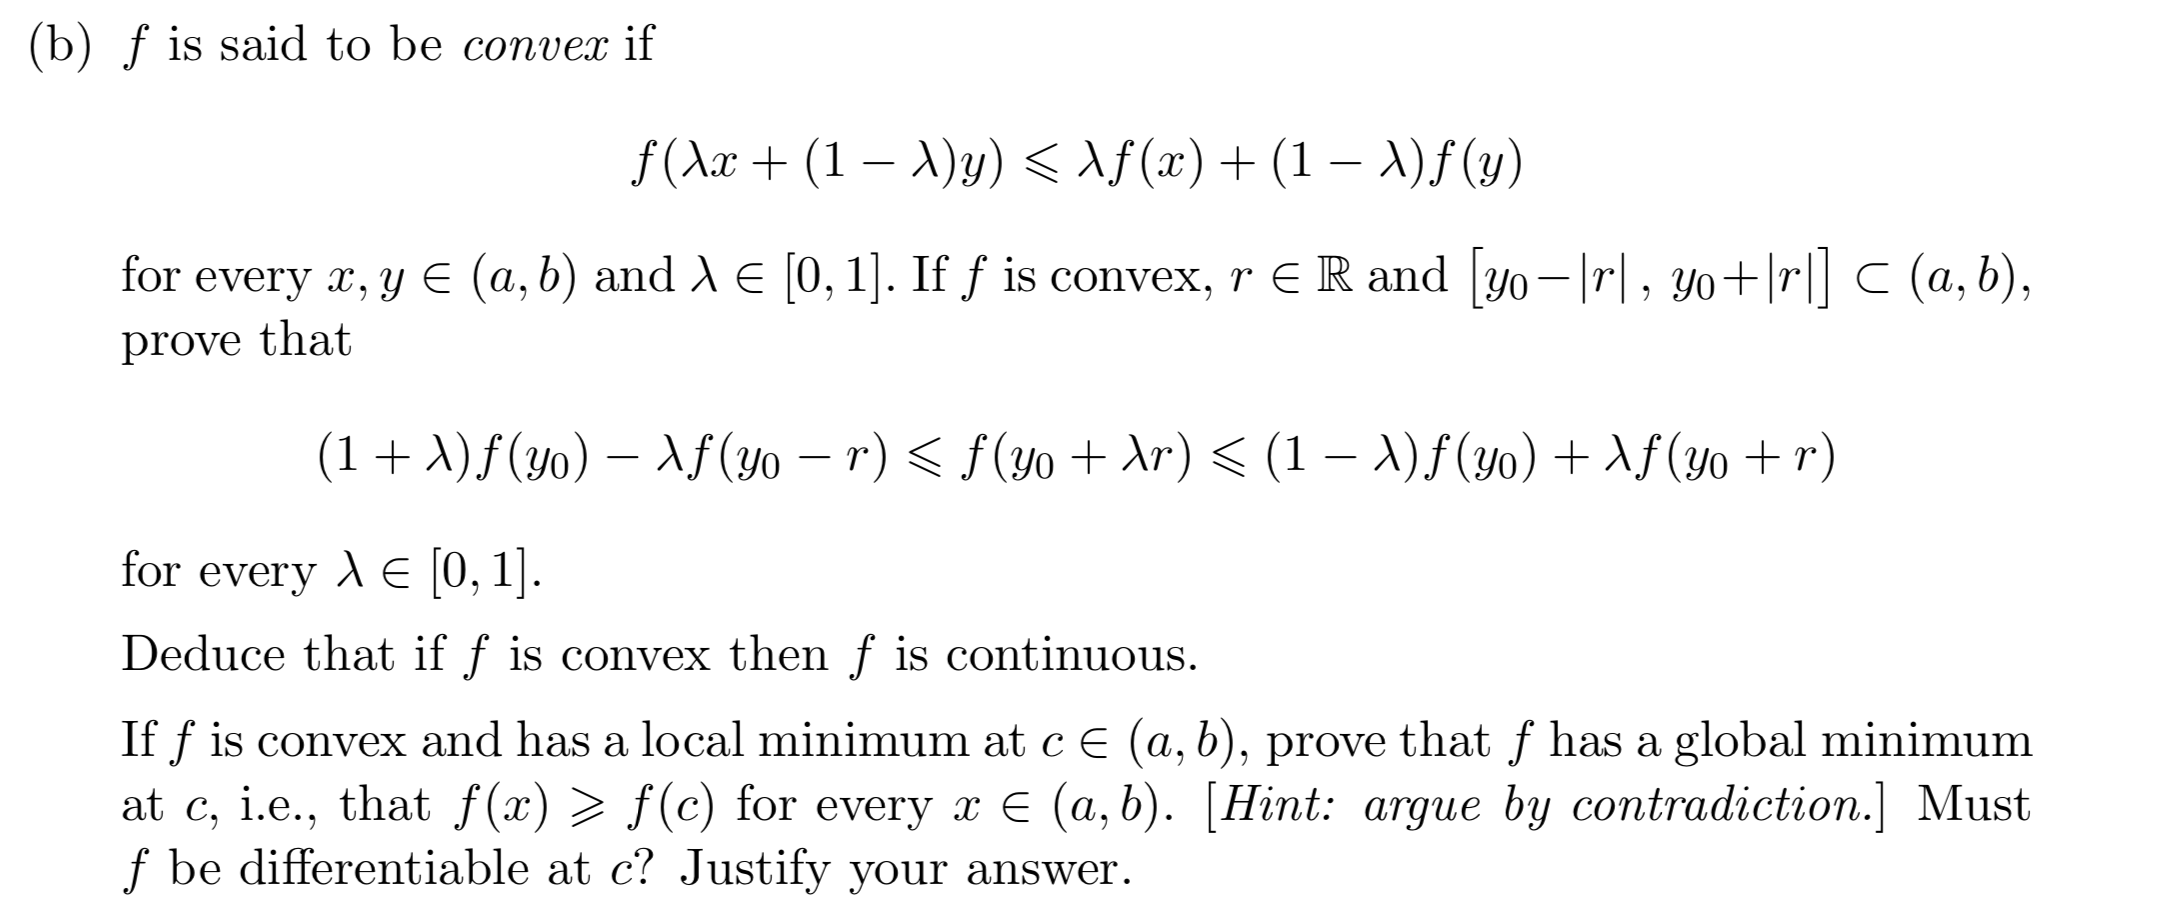 (b) f is said to be convex if
f(λx + (1 − λ)y) ⩽ λf(x) + (1 − λ)f(y)
for every x, y ∈ (a, b) and λ ∈ [0, 1]. If f is convex, r ∈ ℝ and [y₀−|r| , y₀+|r|] ⊂ (a, b),
prove that
(1 + λ)f(y₀) − λf(y₀ − r) ⩽ f(y₀ + λr) ⩽ (1 − λ)f(y₀) + λf(y₀ + r)
for every λ ∈ [0, 1].
Deduce that if f is convex then f is continuous.
If f is convex and has a local minimum at c ∈ (a, b), prove that f has a global minimum
at c, i.e., that f(x) ⩾ f(c) for every x ∈ (a, b). [Hint: argue by contradiction.] Must
f be differentiable at c? Justify your answer.